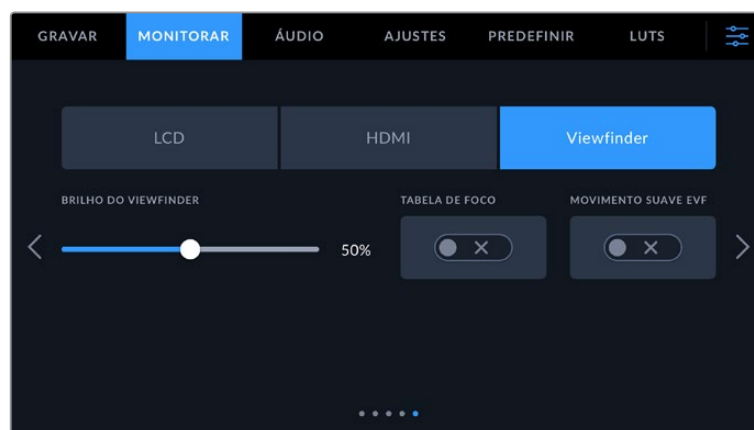 GRAVAR MONITORAR ÁUDIO AJUSTES PREDEFINIR LUTS
LCD HDMI Viewfinder
BRILHO DO VIEWFINDER TABELA DE FOCO MOVIMENTO SUAVE EVF
50%